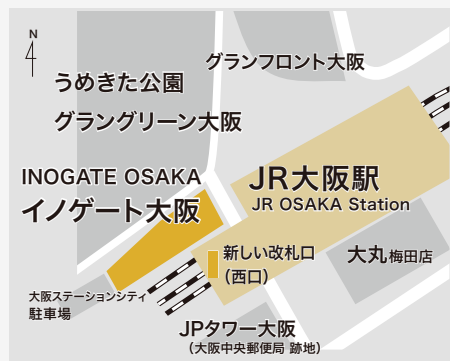 N
グランフロント大阪
うめきた公園
グラングリーン大阪
INOGATE OSAKA
イノゲート大阪
JR大阪駅
JR OSAKA Station
新しい改札口
(西口)
大丸梅田店
大阪ステーションシティ
駐車場
JPタワー大阪
(大阪中央郵便局 跡地)